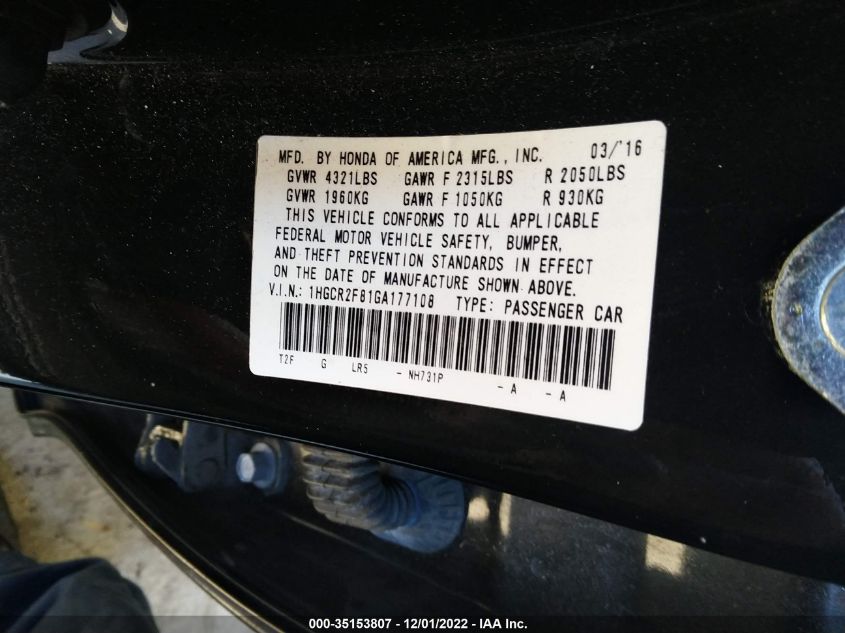 MFD. BY HONDA OF AMERICA MFG., INC. 03/'16
GVWR 4321LBS GAWR F 2315LBS R 2050LBS
GVWR 1960KG GAWR F 1050KG R 930KG
THIS VEHICLE CONFORMS TO ALL APPLICABLE
FEDERAL MOTOR VEHICLE SAFETY, BUMPER,
AND THEFT PREVENTION STANDARDS IN EFFECT
ON THE DATE OF MANUFACTURE SHOWN ABOVE.
V.I.N.: 1HGCR2F81GA177108 TYPE: PASSENGER CAR
T2F G LR5 - NH731P - A - A
000-35153807 - 12/01/2022 - IAA Inc.